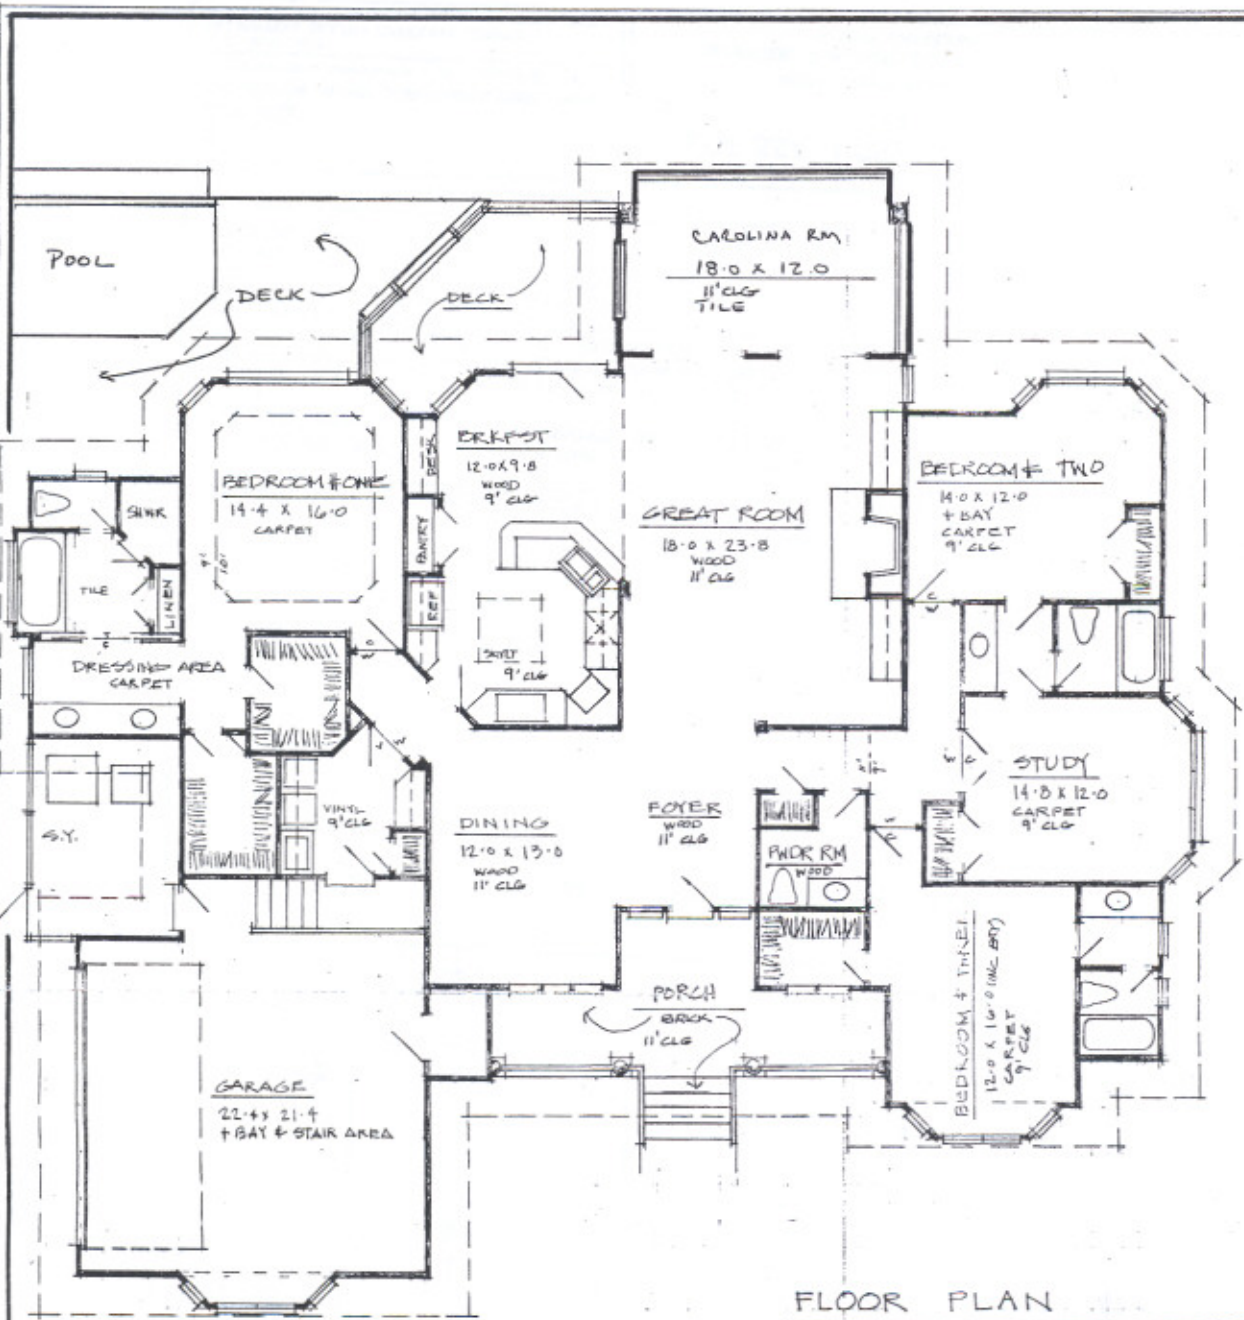 CAROLINA RM
18·0 X 12·0
11' CLG
TILE
POOL
DECK
DECK
BRKFST
12·0 X 9·8
WOOD
9' CLG
DESK
BEDROOM # ONE
14·4 X 16·0
CARPET
9'
10'
BEDROOM # TWO
14·0 X 12·0
+ BAY
CARPET
9' CLG
GREAT ROOM
18·0 X 23·8
WOOD
11' CLG
SHWR
PANTRY
TILE
LINEN
REF
9' CLG
DRESSING AREA
CARPET
STUDY
14·8 X 12·0
CARPET
9' CLG
VINYL
9' CLG
S.Y.
DINING
12·0 X 13·0
WOOD
11' CLG
FOYER
WOOD
11' CLG
PWDR RM
WOOD
BEDROOM # THREE
12·0 X 16·0 (INC BAY)
CARPET
9' CLG
PORCH
BRICK
11' CLG
GARAGE
22·4 X 21·4
+ BAY & STAIR AREA
FLOOR PLAN